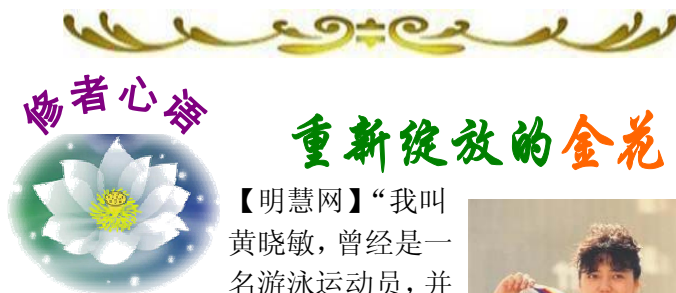 修者心语
重新绽放的金花
【明慧网】“我叫
黄晓敏，曾经是一
名游泳运动员，并